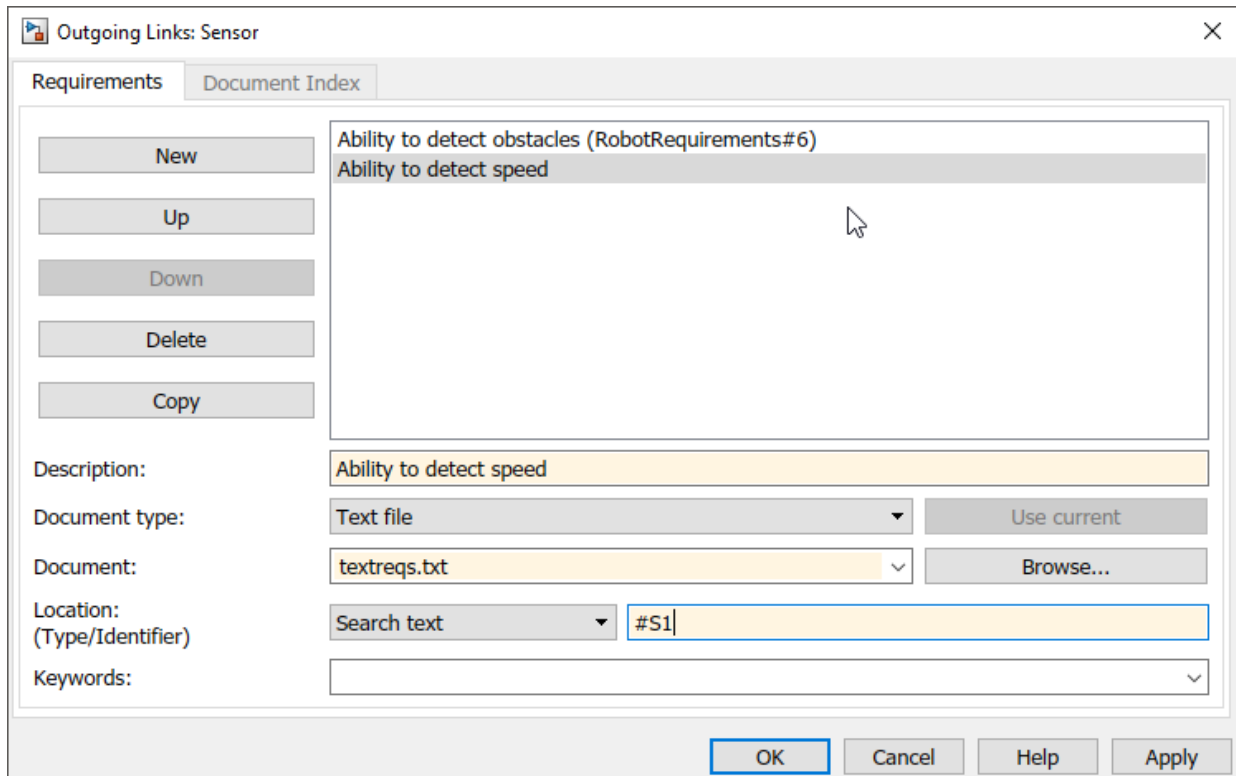 Outgoing Links: Sensor
Requirements
Document Index
New
Up
Down
Delete
Copy
Ability to detect obstacles (RobotRequirements#6)
Ability to detect speed
Description:
Ability to detect speed
Document type:
Text file
Use current
Document:
textreqs.txt
Browse...
Location:
(Type/Identifier)
Search text
#S1
Keywords:
OK
Cancel
Help
Apply